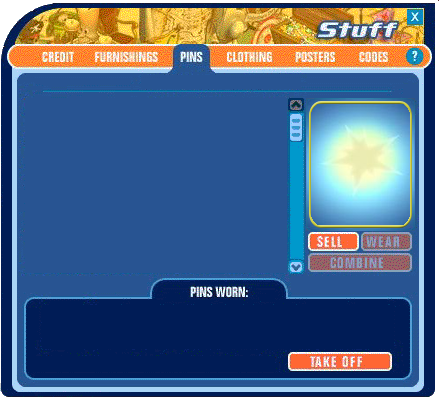 Stuff
X
CREDIT FURNISHINGS PINS CLOTHING POSTERS CODES ?
SELL WEAR
COMBINE
PINS WORN:
TAKE OFF